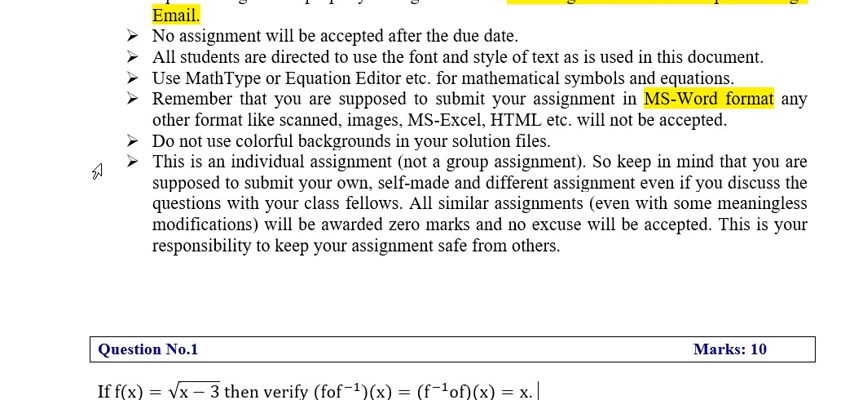 Email.
➢ No assignment will be accepted after the due date.
➢ All students are directed to use the font and style of text as is used in this document.
➢ Use MathType or Equation Editor etc. for mathematical symbols and equations.
➢ Remember that you are supposed to submit your assignment in MS-Word format any
other format like scanned, images, MS-Excel, HTML etc. will not be accepted.
➢ Do not use colorful backgrounds in your solution files.
➢ This is an individual assignment (not a group assignment). So keep in mind that you are
supposed to submit your own, self-made and different assignment even if you discuss the
questions with your class fellows. All similar assignments (even with some meaningless
modifications) will be awarded zero marks and no excuse will be accepted. This is your
responsibility to keep your assignment safe from others.
Question No.1 Marks: 10
If f(x) = √(x − 3) then verify (fof⁻¹)(x) = (f⁻¹of)(x) = x.